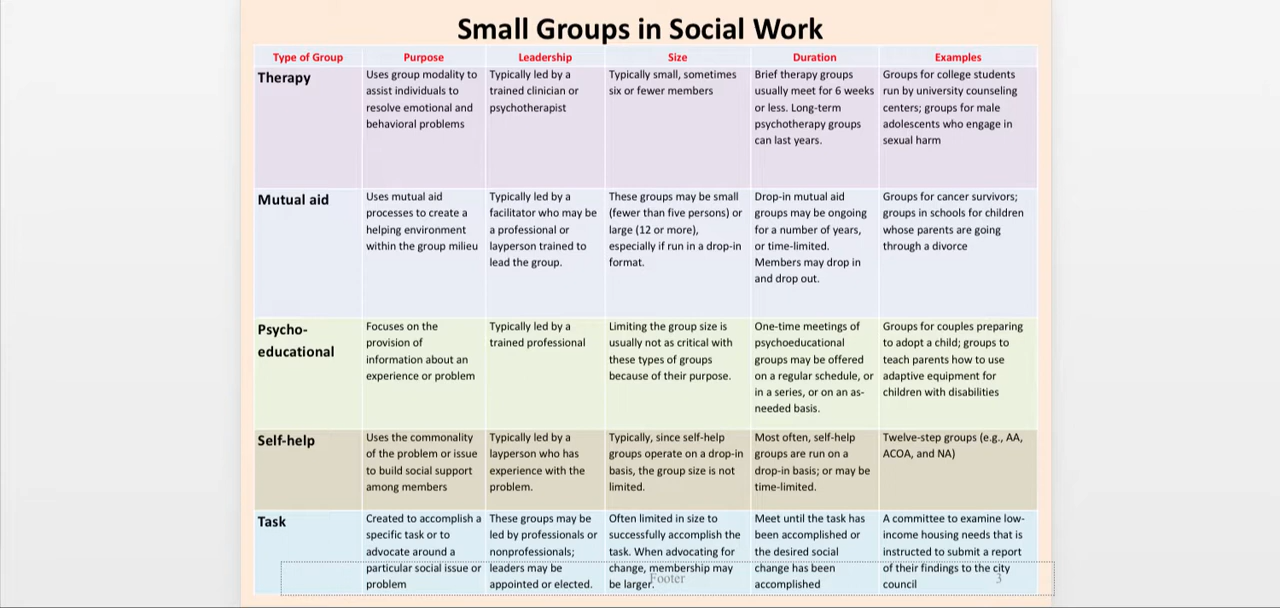 Small Groups in Social Work
Type of Group
Purpose
Leadership
Size
Duration
Examples
Therapy
Uses group modality to
assist individuals to
resolve emotional and
behavioral problems
Typically led by a
trained clinician or
psychotherapist
Typically small, sometimes
six or fewer members
Brief therapy groups
usually meet for 6 weeks
or less. Long-term
psychotherapy groups
can last years.
Groups for college students
run by university counseling
centers; groups for male
adolescents who engage in
sexual harm
Mutual aid
Uses mutual aid
processes to create a
helping environment
within the group milieu
Typically led by a
facilitator who may be
a professional or
layperson trained to
lead the group.
These groups may be small
(fewer than five persons) or
large (12 or more),
especially if run in a drop-in
format.
Drop-in mutual aid
groups may be ongoing
for a number of years,
or time-limited.
Members may drop in
and drop out.
Groups for cancer survivors;
groups in schools for children
whose parents are going
through a divorce
Psycho-
educational
Focuses on the
provision of
information about an
experience or problem
Typically led by a
trained professional
Limiting the group size is
usually not as critical with
these types of groups
because of their purpose.
One-time meetings of
psychoeducational
groups may be offered
on a regular schedule, or
in a series, or on an as-
needed basis.
Groups for couples preparing
to adopt a child; groups to
teach parents how to use
adaptive equipment for
children with disabilities
Self-help
Uses the commonality
of the problem or issue
to build social support
among members
Typically led by a
layperson who has
experience with the
problem.
Typically, since self-help
groups operate on a drop-in
basis, the group size is not
limited.
Most often, self-help
groups are run on a
drop-in basis; or may be
time-limited.
Twelve-step groups (e.g., AA,
ACOA, and NA)
Task
Created to accomplish a
specific task or to
advocate around a
particular social issue or
problem
These groups may be
led by professionals or
nonprofessionals;
leaders may be
appointed or elected.
Often limited in size to
successfully accomplish the
task. When advocating for
change, membership may
be larger.
Meet until the task has
been accomplished or
the desired social
change has been
accomplished
A committee to examine low-
income housing needs that is
instructed to submit a report
of their findings to the city
council
Footer
3